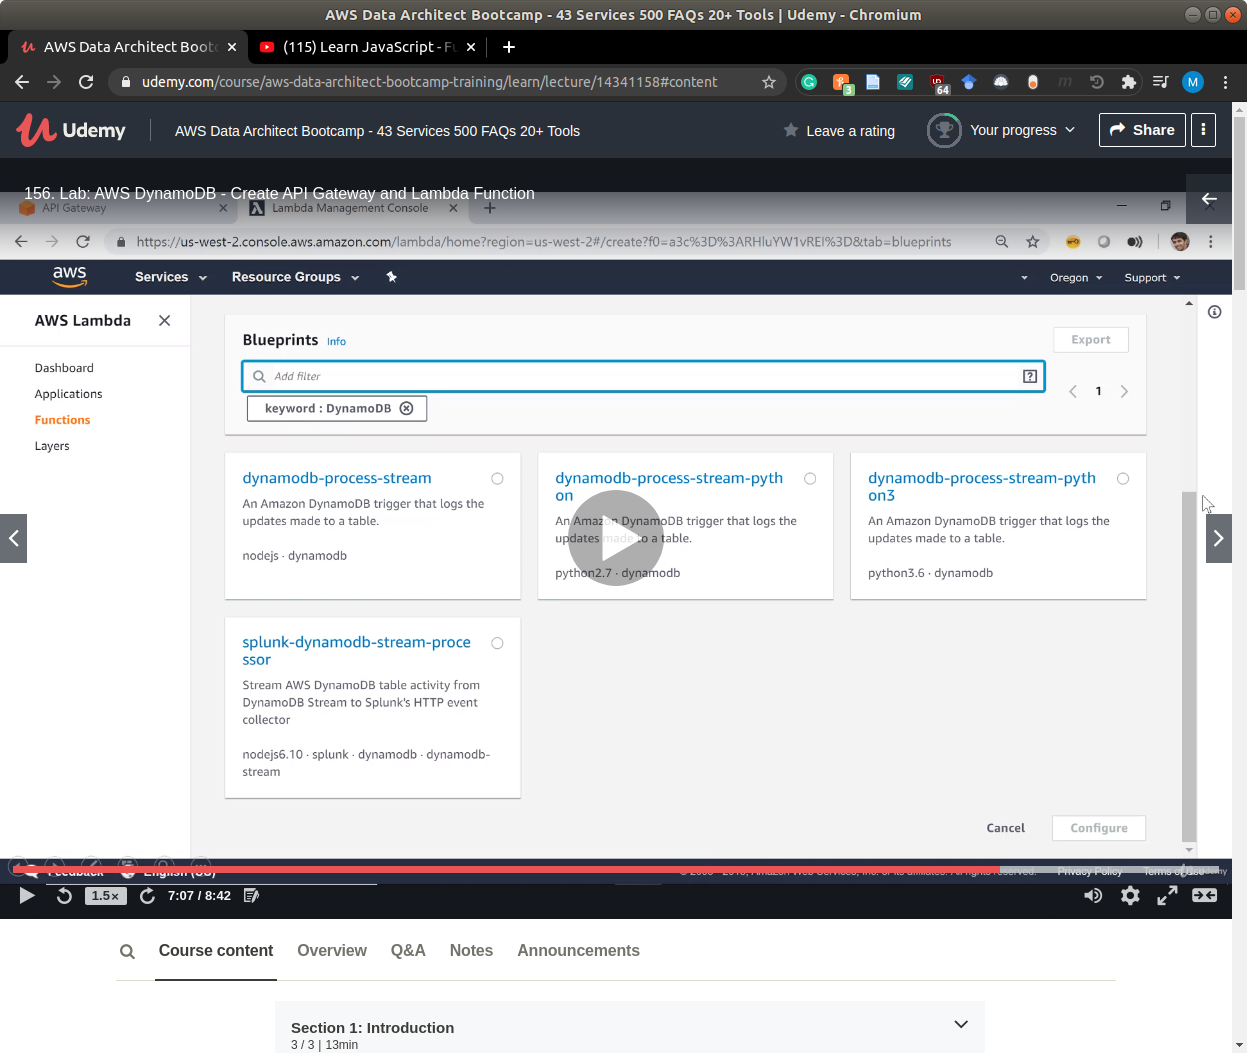 AWS Data Architect Bootcamp - 43 Services 500 FAQs 20+ Tools | Udemy - Chromium
AWS Data Architect Boot
(115) Learn JavaScript - Fu
udemy.com/course/aws-data-architect-bootcamp-training/learn/lecture/14341158#content
3
64
M
Udemy
AWS Data Architect Bootcamp - 43 Services 500 FAQs 20+ Tools
Leave a rating
Your progress
Share
156. Lab: AWS DynamoDB - Create API Gateway and Lambda Function
API Gateway
Lambda Management Console
https://us-west-2.console.aws.amazon.com/lambda/home?region=us-west-2#/create?f0=a3c%3D%3ARHluYW1vREI%3D&tab=blueprints
aws
Services
Resource Groups
Oregon
Support
AWS Lambda
Dashboard
Applications
Functions
Layers
Blueprints
Info
Export
Add filter
1
keyword : DynamoDB
dynamodb-process-stream
An Amazon DynamoDB trigger that logs the
updates made to a table.
nodejs · dynamodb
dynamodb-process-stream-pyth
on
An Amazon DynamoDB trigger that logs the
updates made to a table.
python2.7 · dynamodb
dynamodb-process-stream-pyth
on3
An Amazon DynamoDB trigger that logs the
updates made to a table.
python3.6 · dynamodb
splunk-dynamodb-stream-proce
ssor
Stream AWS DynamoDB table activity from
DynamoDB Stream to Splunk's HTTP event
collector
nodejs6.10 · splunk · dynamodb · dynamodb-
stream
Cancel
Configure
Feedback
English (US)
Privacy Policy
Terms of Use
1.5×
7:07 / 8:42
Course content
Overview
Q&A
Notes
Announcements
Section 1: Introduction
3 / 3 | 13min